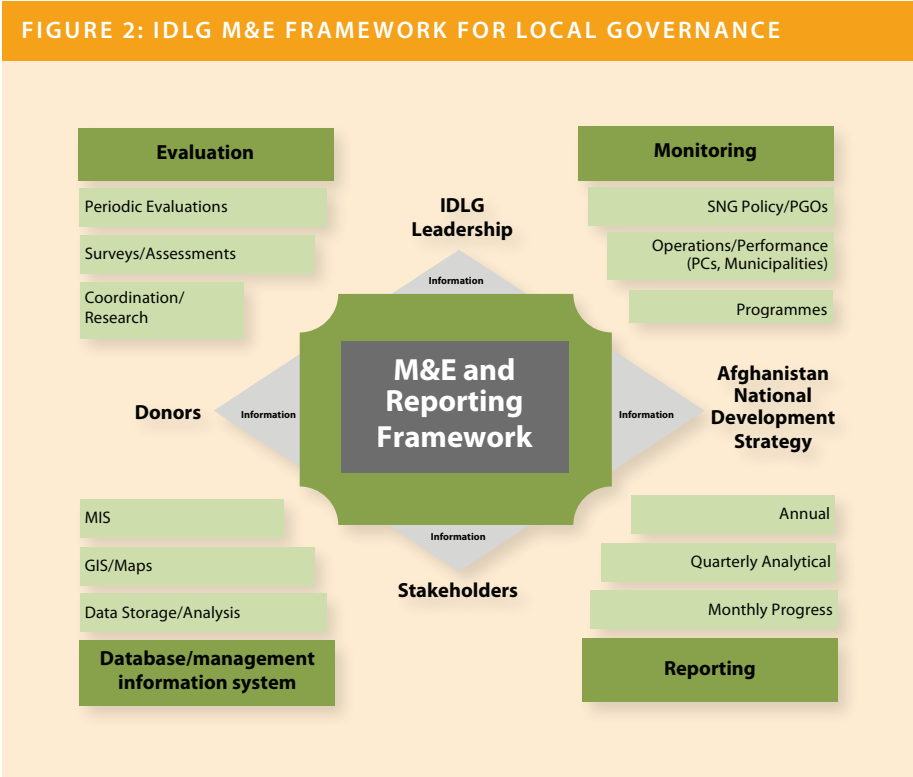 FIGURE 2: IDLG M&E FRAMEWORK FOR LOCAL GOVERNANCE
Evaluation
Periodic Evaluations
Surveys/Assessments
Coordination/
Research
IDLG
Leadership
Information
Monitoring
SNG Policy/PGOs
Operations/Performance
(PCs, Municipalities)
Programmes
Donors
Information
M&E and
Reporting
Framework
Information
Afghanistan
National
Development
Strategy
MIS
GIS/Maps
Data Storage/Analysis
Database/management
information system
Information
Stakeholders
Annual
Quarterly Analytical
Monthly Progress
Reporting